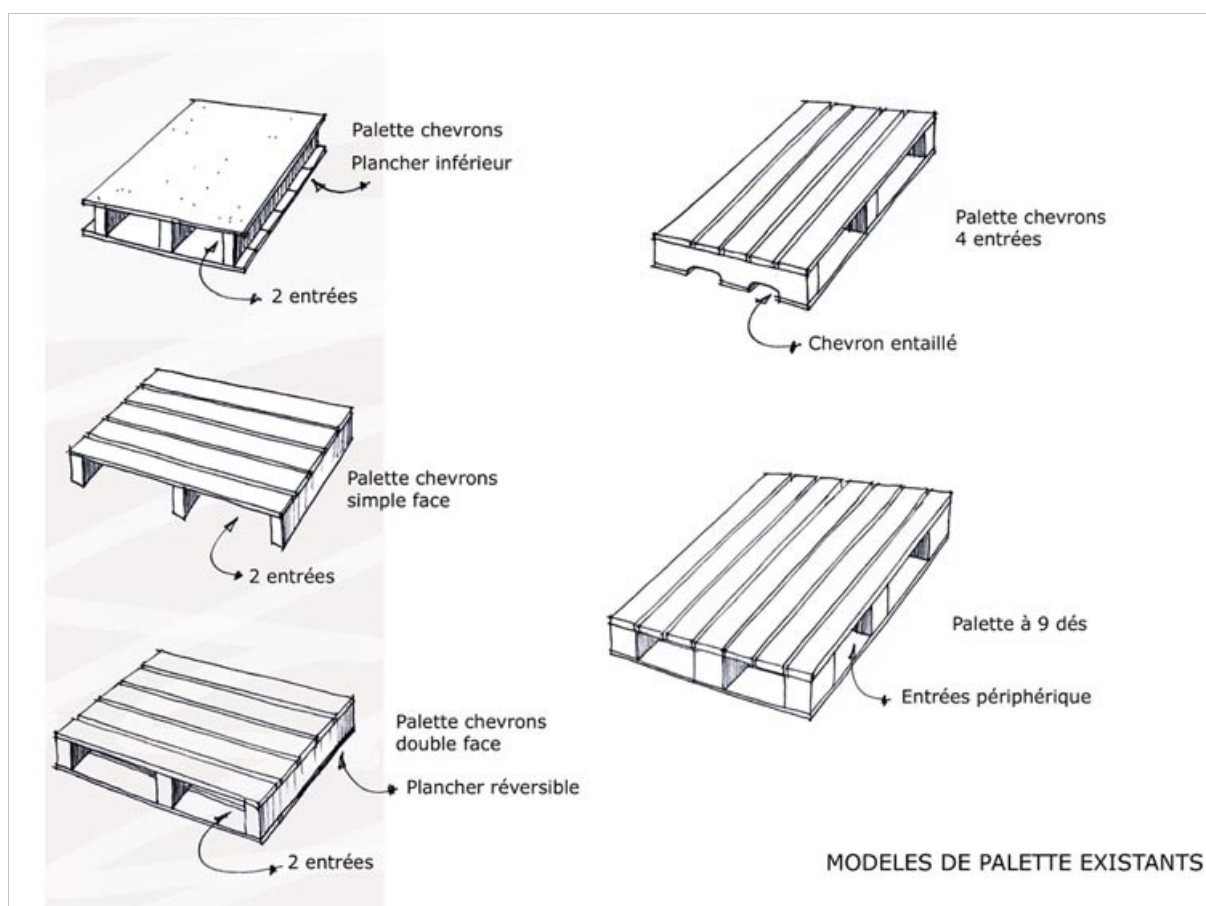 Palette chevrons
Plancher inférieur
2 entrées
Palette chevrons
simple face
2 entrées
Palette chevrons
double face
Plancher réversible
2 entrées
Palette chevrons
4 entrées
Chevron entaillé
Palette à 9 dés
Entrées périphérique
MODELES DE PALETTE EXISTANTS